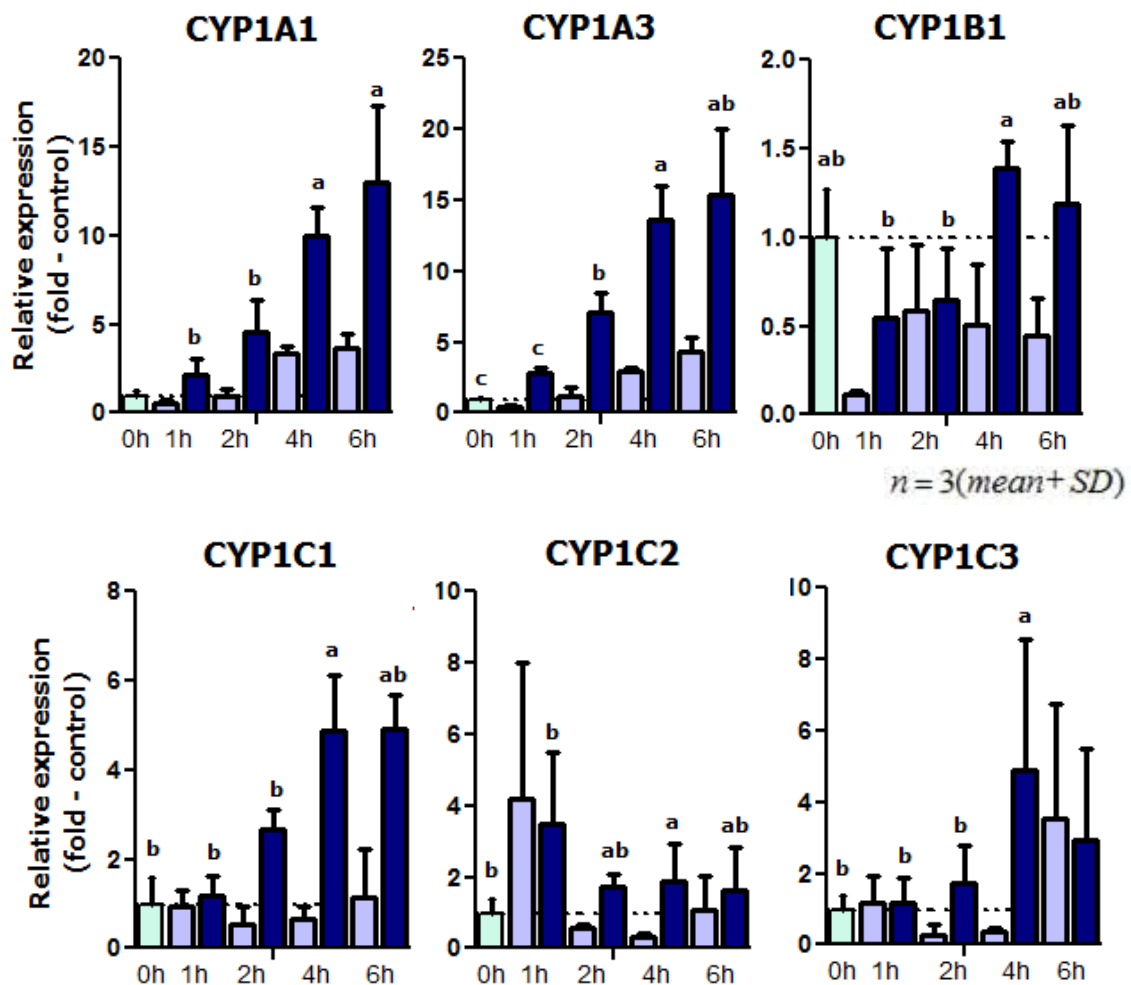 CYP1A1 CYP1A3 CYP1B1
Relative expression
(fold - control)
20
15
10
5
0
b
b
a
a
0h 1h 2h 4h 6h
25
20
15
10
5
0
c
c
b
a
ab
0h 1h 2h 4h 6h
2.0
1.5
1.0
0.5
0.0
ab
b
b
a
ab
0h 1h 2h 4h 6h
n = 3(mean+ SD)
CYP1C1 CYP1C2 CYP1C3
Relative expression
(fold - control)
8
6
4
2
0
b
b
b
a
ab
0h 1h 2h 4h 6h
10
8
6
4
2
0
b
b
ab
a
ab
0h 1h 2h 4h 6h
10
8
6
4
2
0
b
b
b
a
0h 1h 2h 4h 6h